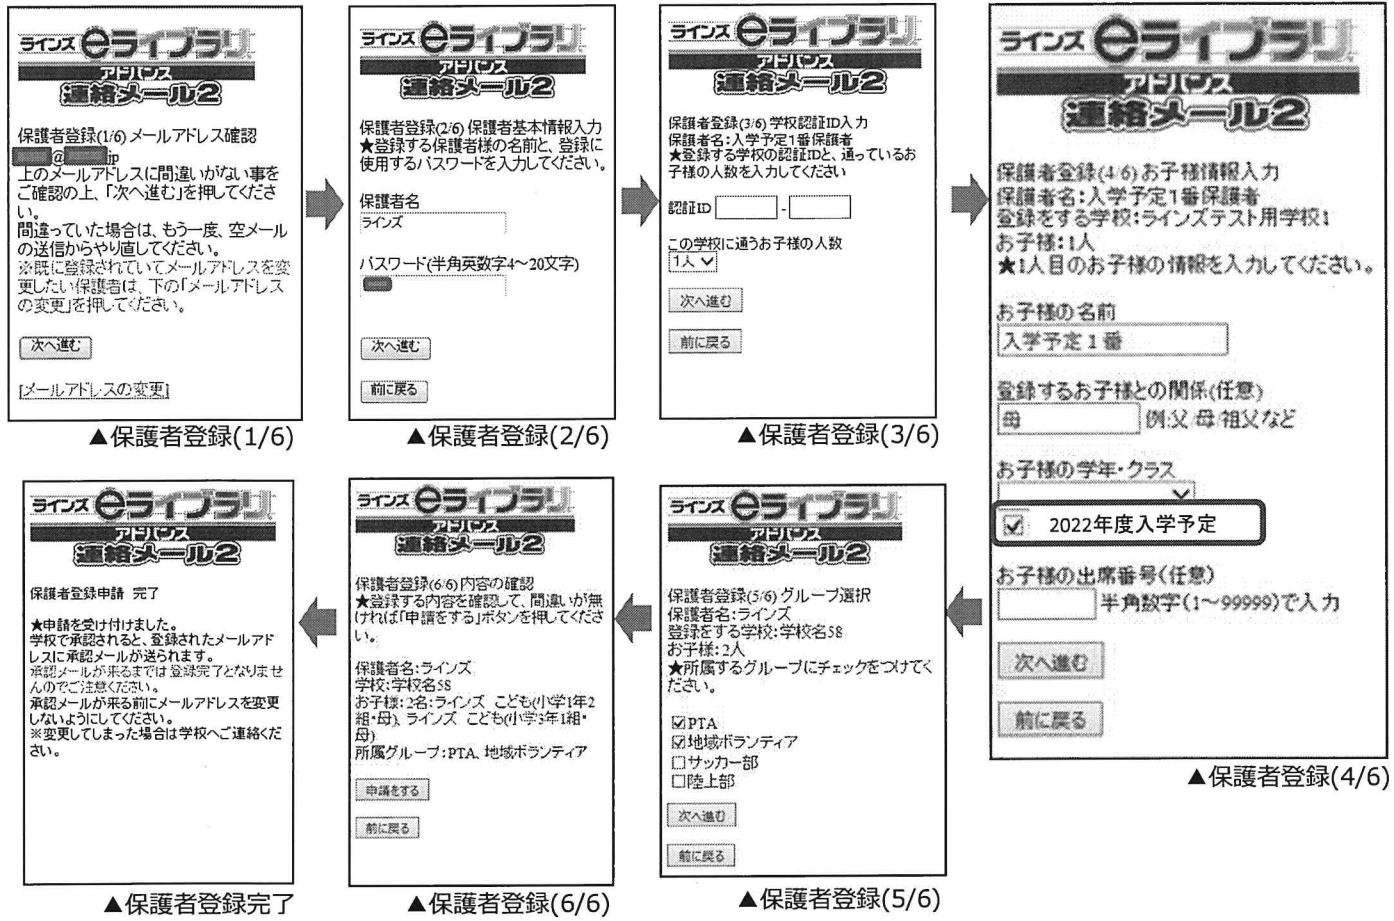 ラインズ eライブラリ
アドバンス
連絡メール2
保護者登録(1/6) メールアドレス確認
@ jp
上のメールアドレスに間違いがない事を
ご確認の上、「次へ進む」を押してくださ
い。
間違っていた場合は、もう一度、空メール
の送信からやり直してください。
※既に登録されていてメールアドレスを変
更したい保護者は、下の「メールアドレス
の変更」を押してください。
次へ進む
[メールアドレスの変更]
▲保護者登録(1/6)
ラインズ eライブラリ
アドバンス
連絡メール2
保護者登録(2/6) 保護者基本情報入力
★登録する保護者様の名前と、登録に
使用するパスワードを入力してください。
保護者名
ラインズ
パスワード(半角英数字4～20文字)
次へ進む
前に戻る
▲保護者登録(2/6)
ラインズ eライブラリ
アドバンス
連絡メール2
保護者登録(3/6) 学校認証ID入力
保護者名:入学予定1番保護者
★登録する学校の認証IDと、通っているお
子様の人数を入力してください
認証ID -
この学校に通うお子様の人数
1人
次へ進む
前に戻る
▲保護者登録(3/6)
ラインズ eライブラリ
アドバンス
連絡メール2
保護者登録(4/6) お子様情報入力
保護者名:入学予定1番保護者
登録をする学校:ラインズテスト用学校1
お子様:1人
★1人目のお子様の情報を入力してください。
お子様の名前
入学予定1番
登録するお子様との関係(任意)
母 例:父/母/祖父など
お子様の学年・クラス
2022年度入学予定
お子様の出席番号(任意)
半角数字(1～99999)で入力
次へ進む
前に戻る
▲保護者登録(4/6)
ラインズ eライブラリ
アドバンス
連絡メール2
保護者登録(5/6) グループ選択
保護者名:ラインズ
登録をする学校:学校名58
お子様:2人
★所属するグループにチェックをつけてく
ださい。
☑PTA
☑地域ボランティア
□サッカー部
□陸上部
次へ進む
前に戻る
▲保護者登録(5/6)
ラインズ eライブラリ
アドバンス
連絡メール2
保護者登録(6/6) 内容の確認
★登録する内容を確認して、間違いが無
ければ「申請をする」ボタンを押してくださ
い。
保護者名:ラインズ
学校:学校名58
お子様:2名:ラインズ こども(小学1年2
組・母), ラインズ こども(小学3年1組・
母)
所属グループ:PTA, 地域ボランティア
申請をする
前に戻る
▲保護者登録(6/6)
ラインズ eライブラリ
アドバンス
連絡メール2
保護者登録申請 完了
★申請を受け付けました。
学校で承認されると、登録されたメールアド
レスに承認メールが送られます。
承認メールが来るまでは登録完了となりませ
んのでご注意ください。
承認メールが来る前にメールアドレスを変更
しないようにしてください。
※変更してしまった場合は学校へご連絡くだ
さい。
▲保護者登録完了